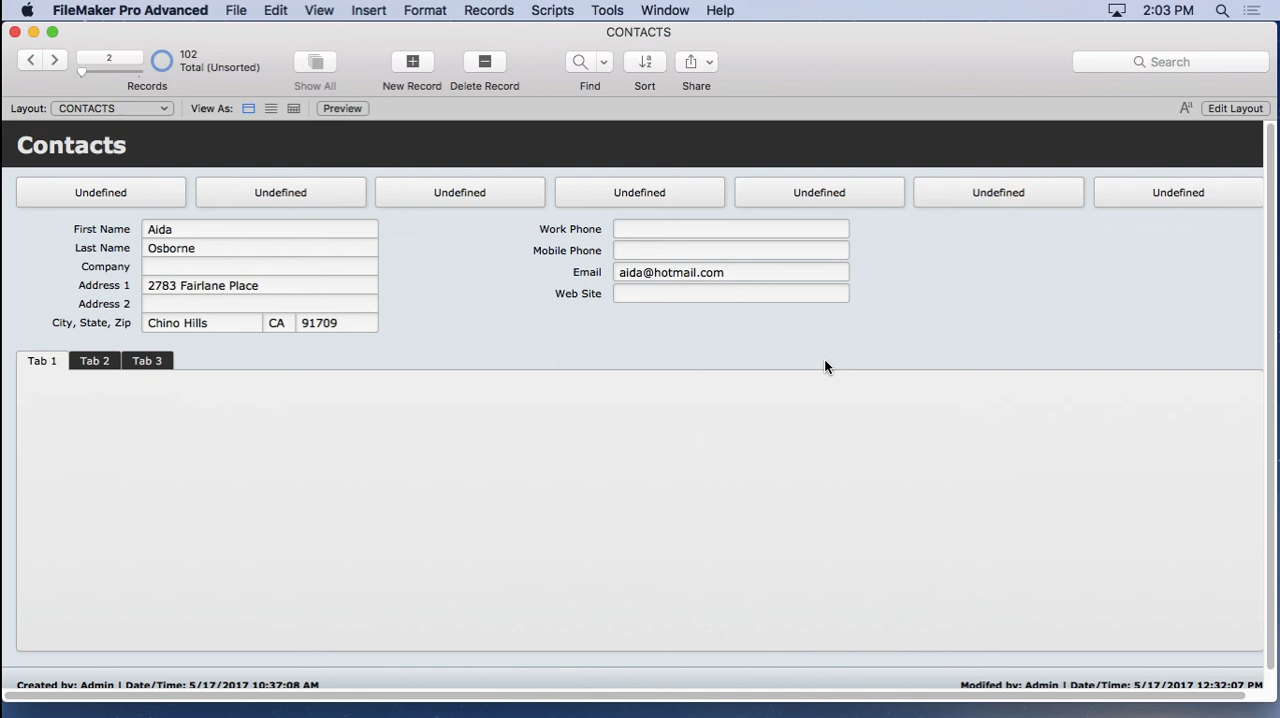 FileMaker Pro Advanced File Edit View Insert Format Records Scripts Tools Window Help 2:03 PM
CONTACTS
2 102 Total (Unsorted)
Records Show All New Record Delete Record Find Sort Share Search
Layout: CONTACTS View As: Preview Aa Edit Layout
Contacts
Undefined Undefined Undefined Undefined Undefined Undefined Undefined
First Name Aida Work Phone
Last Name Osborne Mobile Phone
Company Email aida@hotmail.com
Address 1 2783 Fairlane Place Web Site
Address 2
City, State, Zip Chino Hills CA 91709
Tab 1 Tab 2 Tab 3
Created by: Admin | Date/Time: 5/17/2017 10:37:08 AM Modifed by: Admin | Date/Time: 5/17/2017 12:32:07 PM